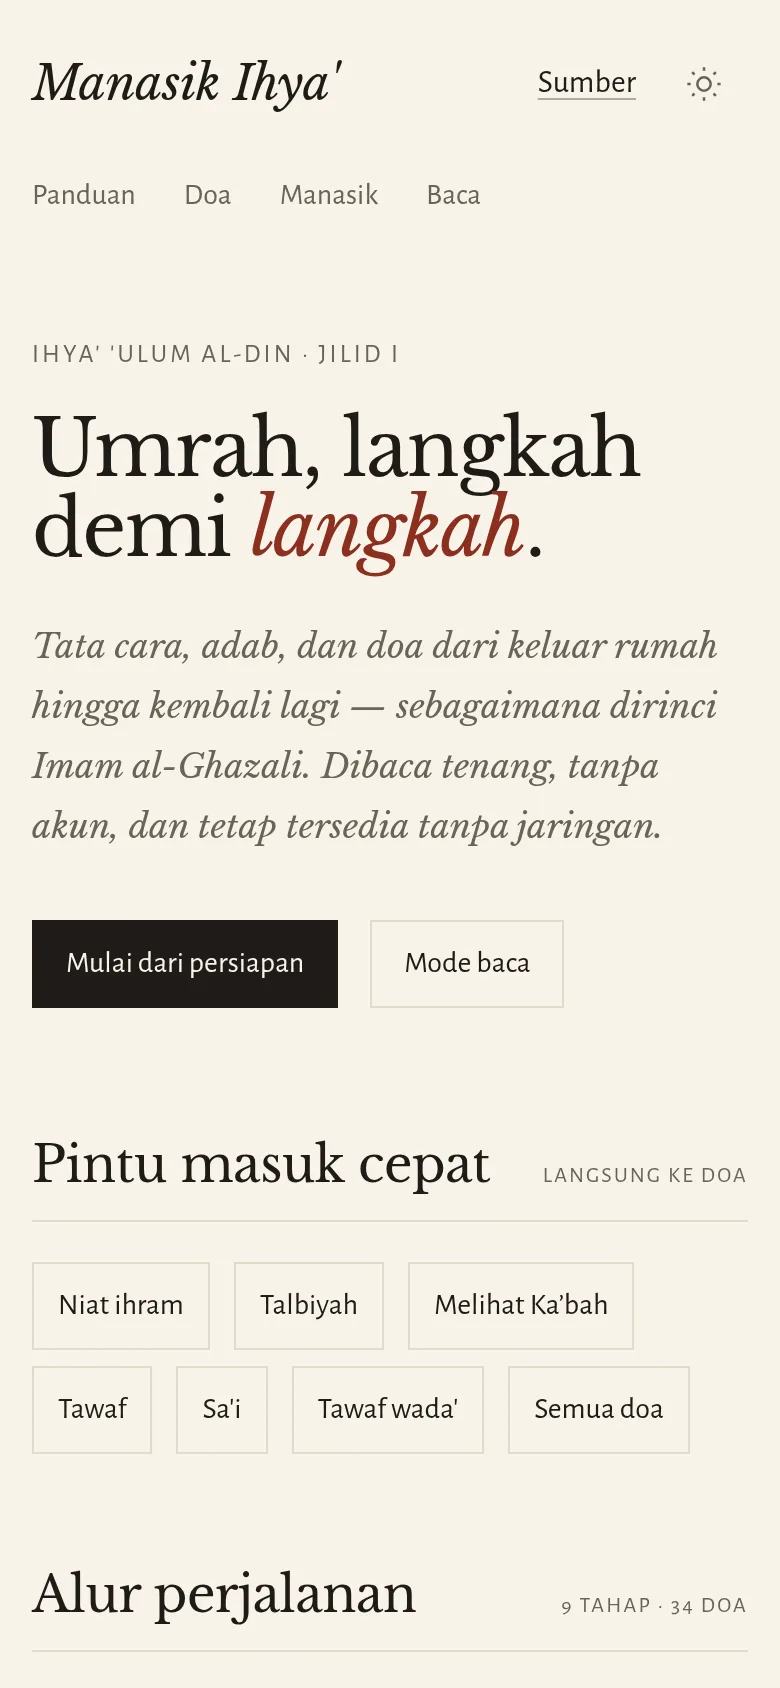 Manasik Ihya'
Sumber
Panduan Doa Manasik Baca
IHYA' 'ULUM AL-DIN · JILID I
Umrah, langkah
demi langkah.
Tata cara, adab, dan doa dari keluar rumah
hingga kembali lagi — sebagaimana dirinci
Imam al-Ghazali. Dibaca tenang, tanpa
akun, dan tetap tersedia tanpa jaringan.
Mulai dari persiapan
Mode baca
Pintu masuk cepat
LANGSUNG KE DOA
Niat ihram
Talbiyah
Melihat Ka’bah
Tawaf
Sa'i
Tawaf wada'
Semua doa
Alur perjalanan
9 TAHAP · 34 DOA